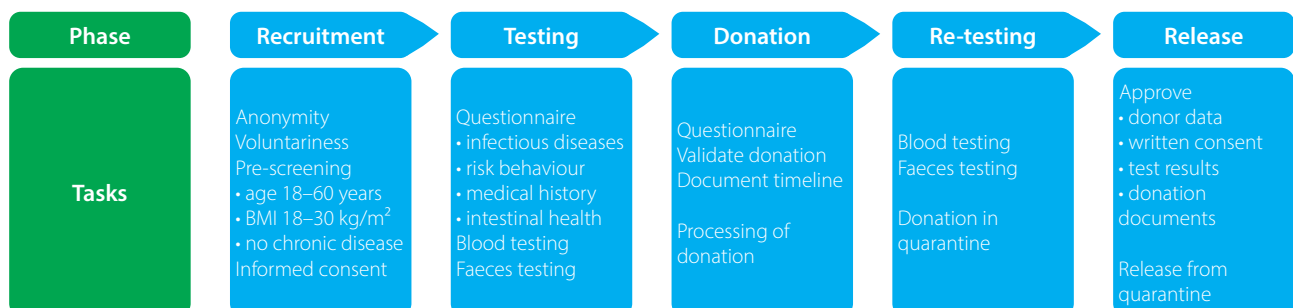 Phase
Recruitment
Testing
Donation
Re-testing
Release
Tasks
Anonymity
Voluntariness
Pre-screening
• age 18–60 years
• BMI 18–30 kg/m²
• no chronic disease
Informed consent
Questionnaire
• infectious diseases
• risk behaviour
• medical history
• intestinal health
Blood testing
Faeces testing
Questionnaire
Validate donation
Document timeline
Processing of
donation
Blood testing
Faeces testing
Donation in
quarantine
Approve
• donor data
• written consent
• test results
• donation
documents
Release from
quarantine